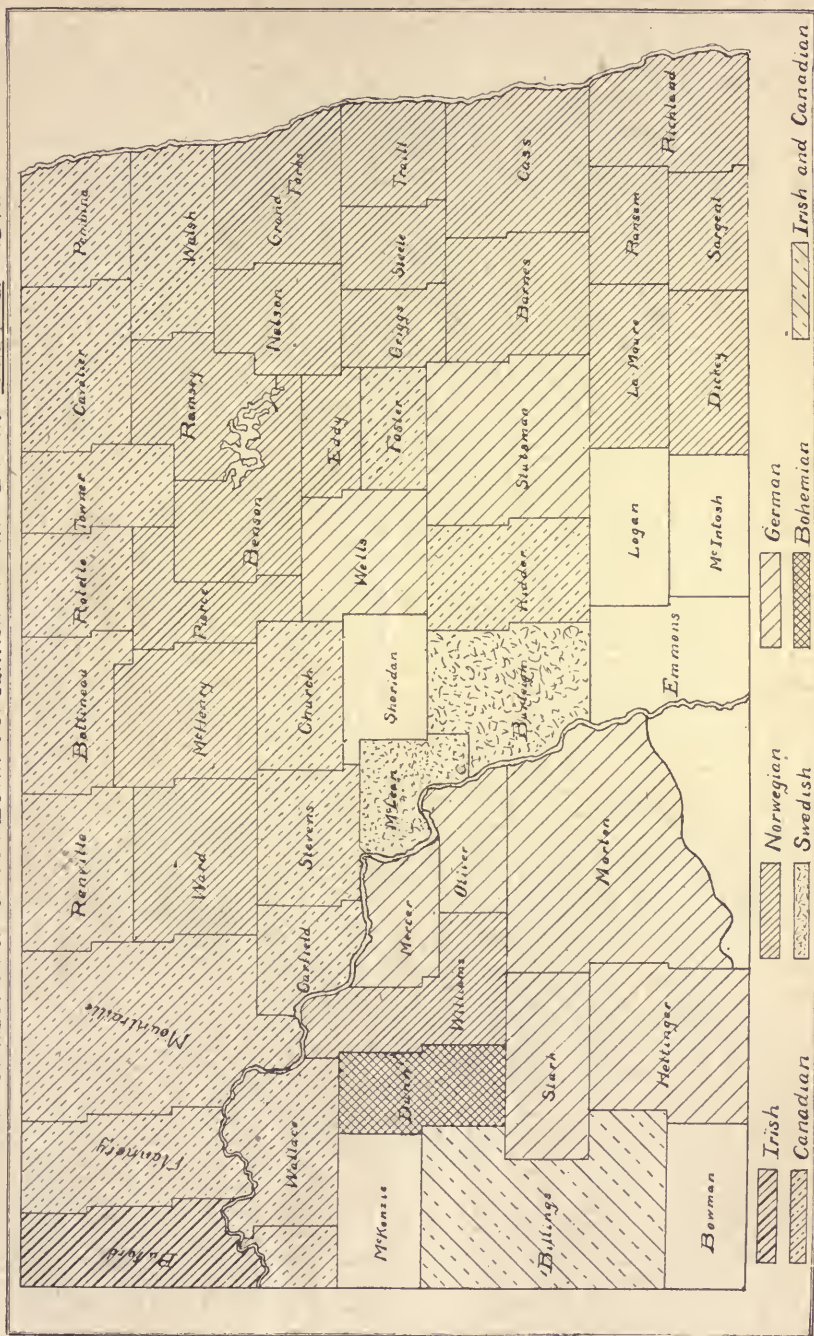 Buford
Flannery
Mountraille
Renville
Bottineau
Rolette
Towner
Cavalier
Pembina
Wallace
Garfield
Ward
McHenry
Pierce
Benson
Ramsey
Walsh
Nelson
Grand Forks
Stevens
Church
Wells
Eddy
Foster
Griggs
Steele
Traill
McKenzie
Dunn
Williams
Mercer
McLean
Sheridan
Billings
Stark
Oliver
Morton
Burleigh
Kidder
Stutsman
Barnes
Cass
Bowman
Hettinger
Emmons
Logan
McIntosh
La Moure
Dickey
Ransom
Sargent
Richland
Irish
Norwegian
German
Irish and Canadian
Canadian
Swedish
Bohemian